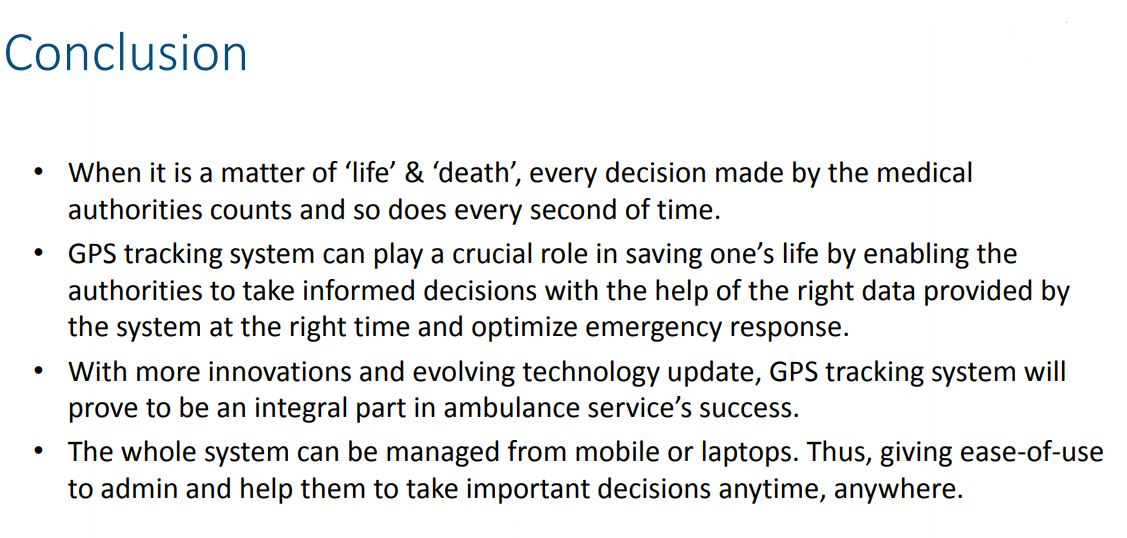 Conclusion
• When it is a matter of ‘life’ & ‘death’, every decision made by the medical
authorities counts and so does every second of time.
• GPS tracking system can play a crucial role in saving one’s life by enabling the
authorities to take informed decisions with the help of the right data provided by
the system at the right time and optimize emergency response.
• With more innovations and evolving technology update, GPS tracking system will
prove to be an integral part in ambulance service’s success.
• The whole system can be managed from mobile or laptops. Thus, giving ease-of-use
to admin and help them to take important decisions anytime, anywhere.